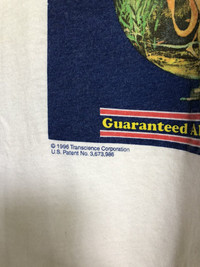 Guaranteed
© 1996 Transcience Corporation
U.S. Patent No. 3,673,986